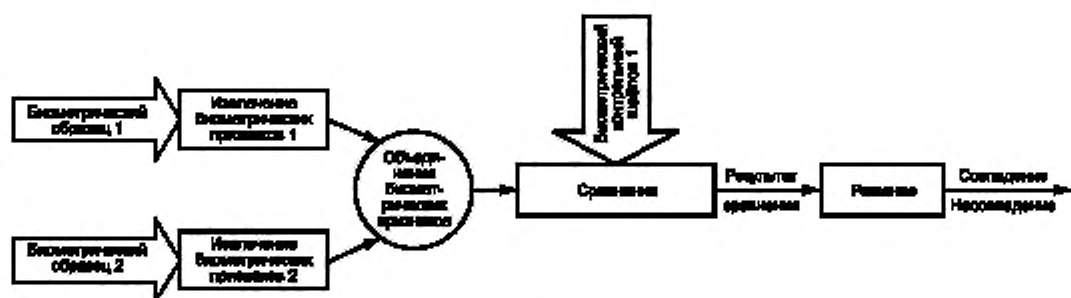 Биометрический
образец 1
Извлечение
биометрических
признаков 1
Биометрический
контрольный
шаблон 1
Объеди-
нение
биомет-
рических
признаков
Сравнение
Результат
сравнения
Решение
Совпадение
Несовпадение
Биометрический
образец 2
Извлечение
биометрических
признаков 2